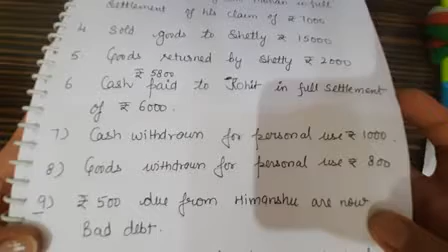 in full
settlement of his claim of ₹ 1000
4 Sold goods to Shetty ₹ 15000
5 Goods returned by Shetty ₹ 2000
₹ 5800
6 Cash paid to Rohit in full settlement
of ₹ 6000.
7) Cash withdrawn for personal use ₹ 1000
8) Goods withdrawn for personal use ₹ 800
9) ₹ 500 due from Himanshu are now
Bad debt.